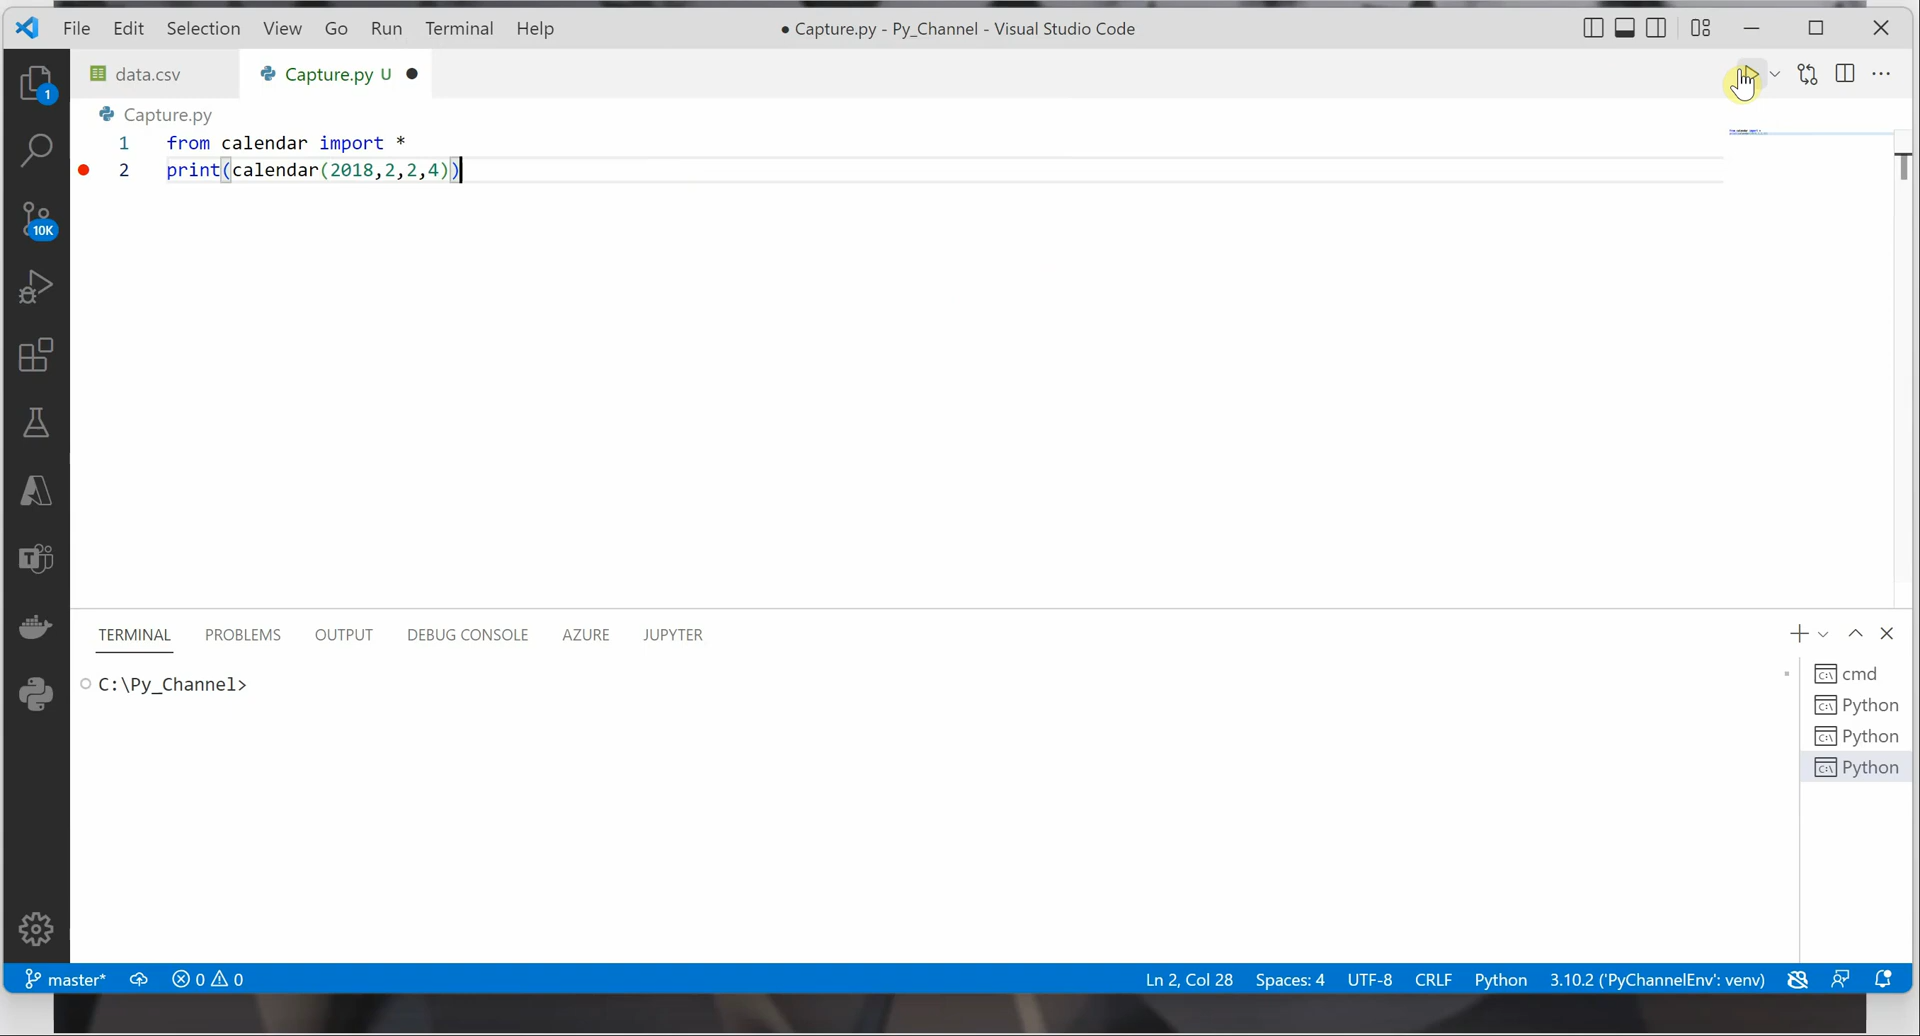 File Edit Selection View Go Run Terminal Help
● Capture.py - Py_Channel - Visual Studio Code
data.csv
Capture.py U ●
1
Capture.py
1 from calendar import *
2 print(calendar(2018,2,2,4))
10K
TERMINAL PROBLEMS OUTPUT DEBUG CONSOLE AZURE JUPYTER
C:\Py_Channel>
cmd
Python
Python
Python
master* 0 0 Ln 2, Col 28 Spaces: 4 UTF-8 CRLF Python 3.10.2 ('PyChannelEnv': venv)